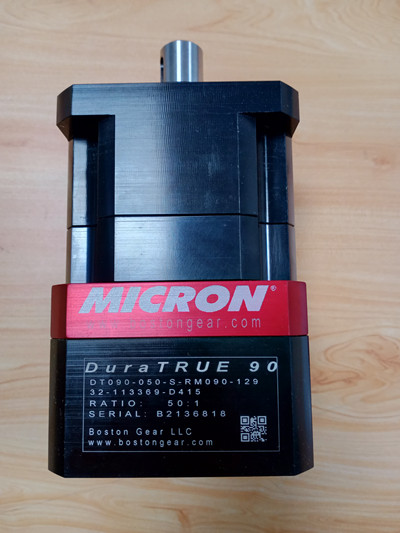 MICRON®
www.bostongear.com
DuraTRUE 90
DT090-050-S-RM090-129
32-113369-D415
RATIO: 50:1
SERIAL: B2136818
Boston Gear LLC
www.bostongear.com